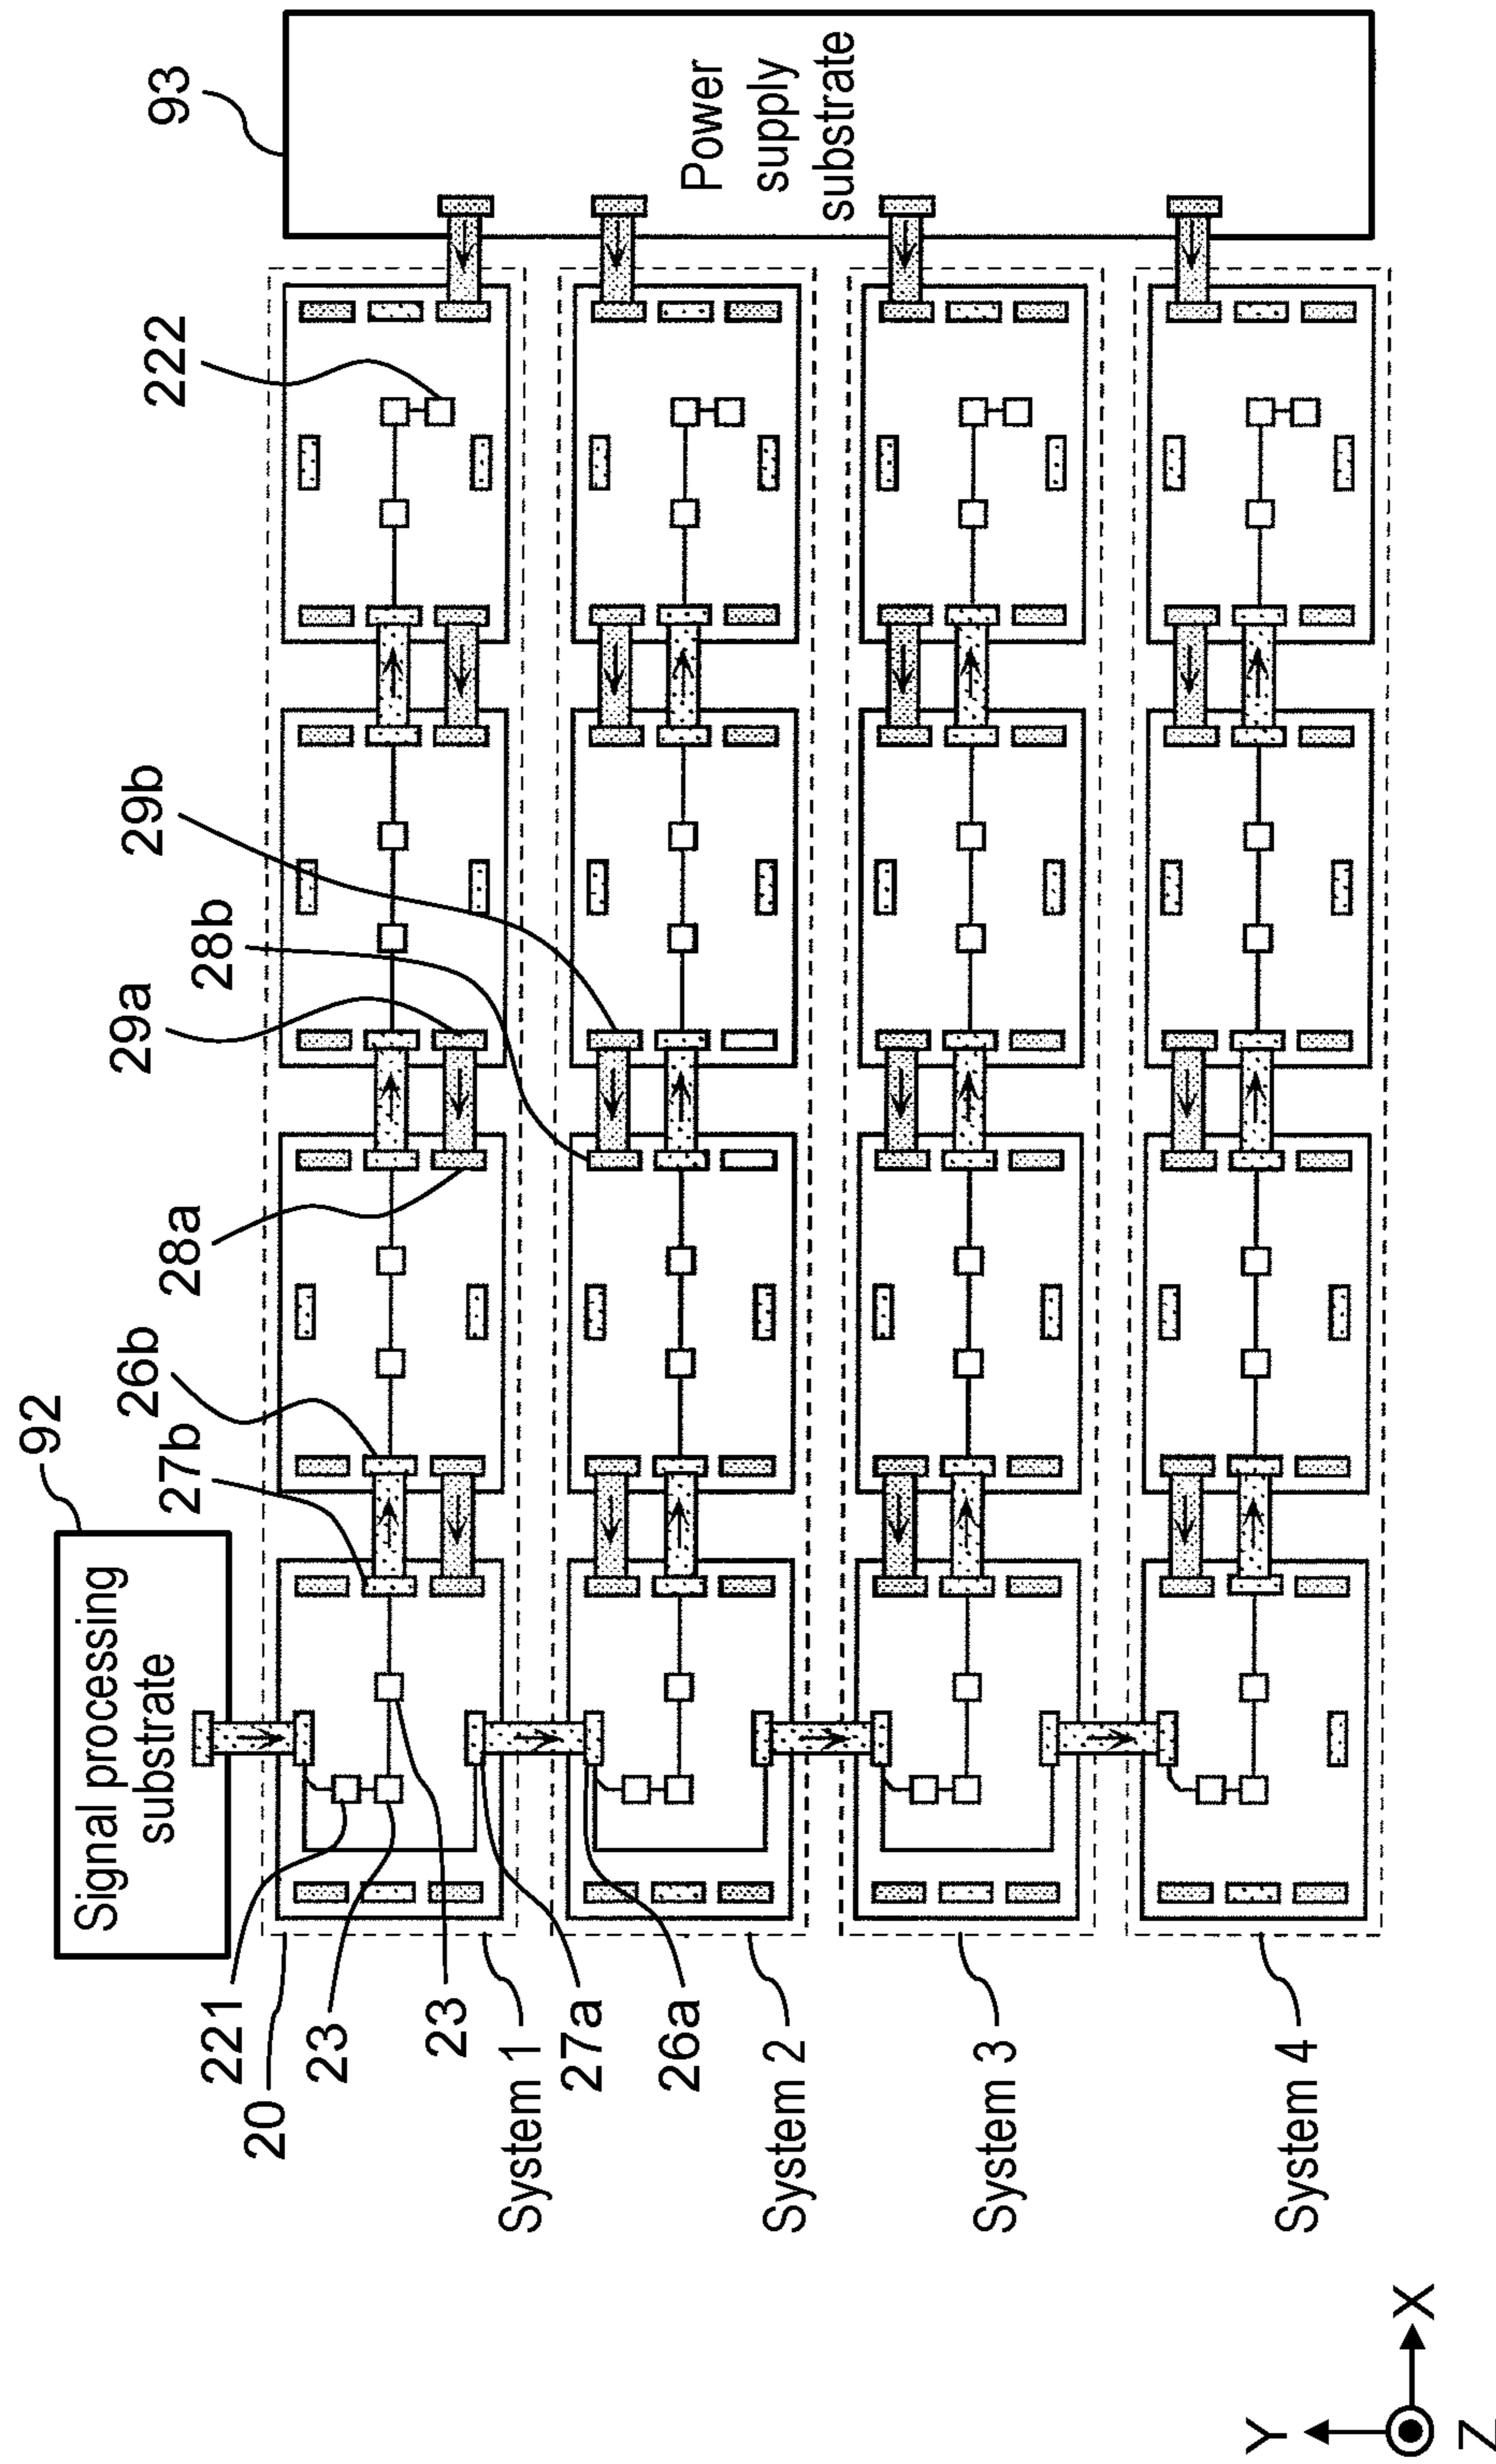 93
Power
supply
substrate
222
29b
28b
29a
28a
26b
27b
92
Signal processing
substrate
221
23
23
20
System 1
27a
26a
System 2
System 3
System 4
Y
X
Z